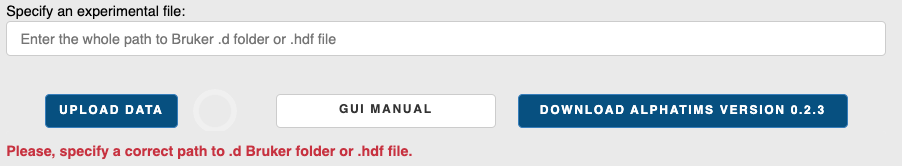 Specify an experimental file:
Enter the whole path to Bruker .d folder or .hdf file
UPLOAD DATA
GUI MANUAL
DOWNLOAD ALPHATIMS VERSION 0.2.3
Please, specify a correct path to .d Bruker folder or .hdf file.